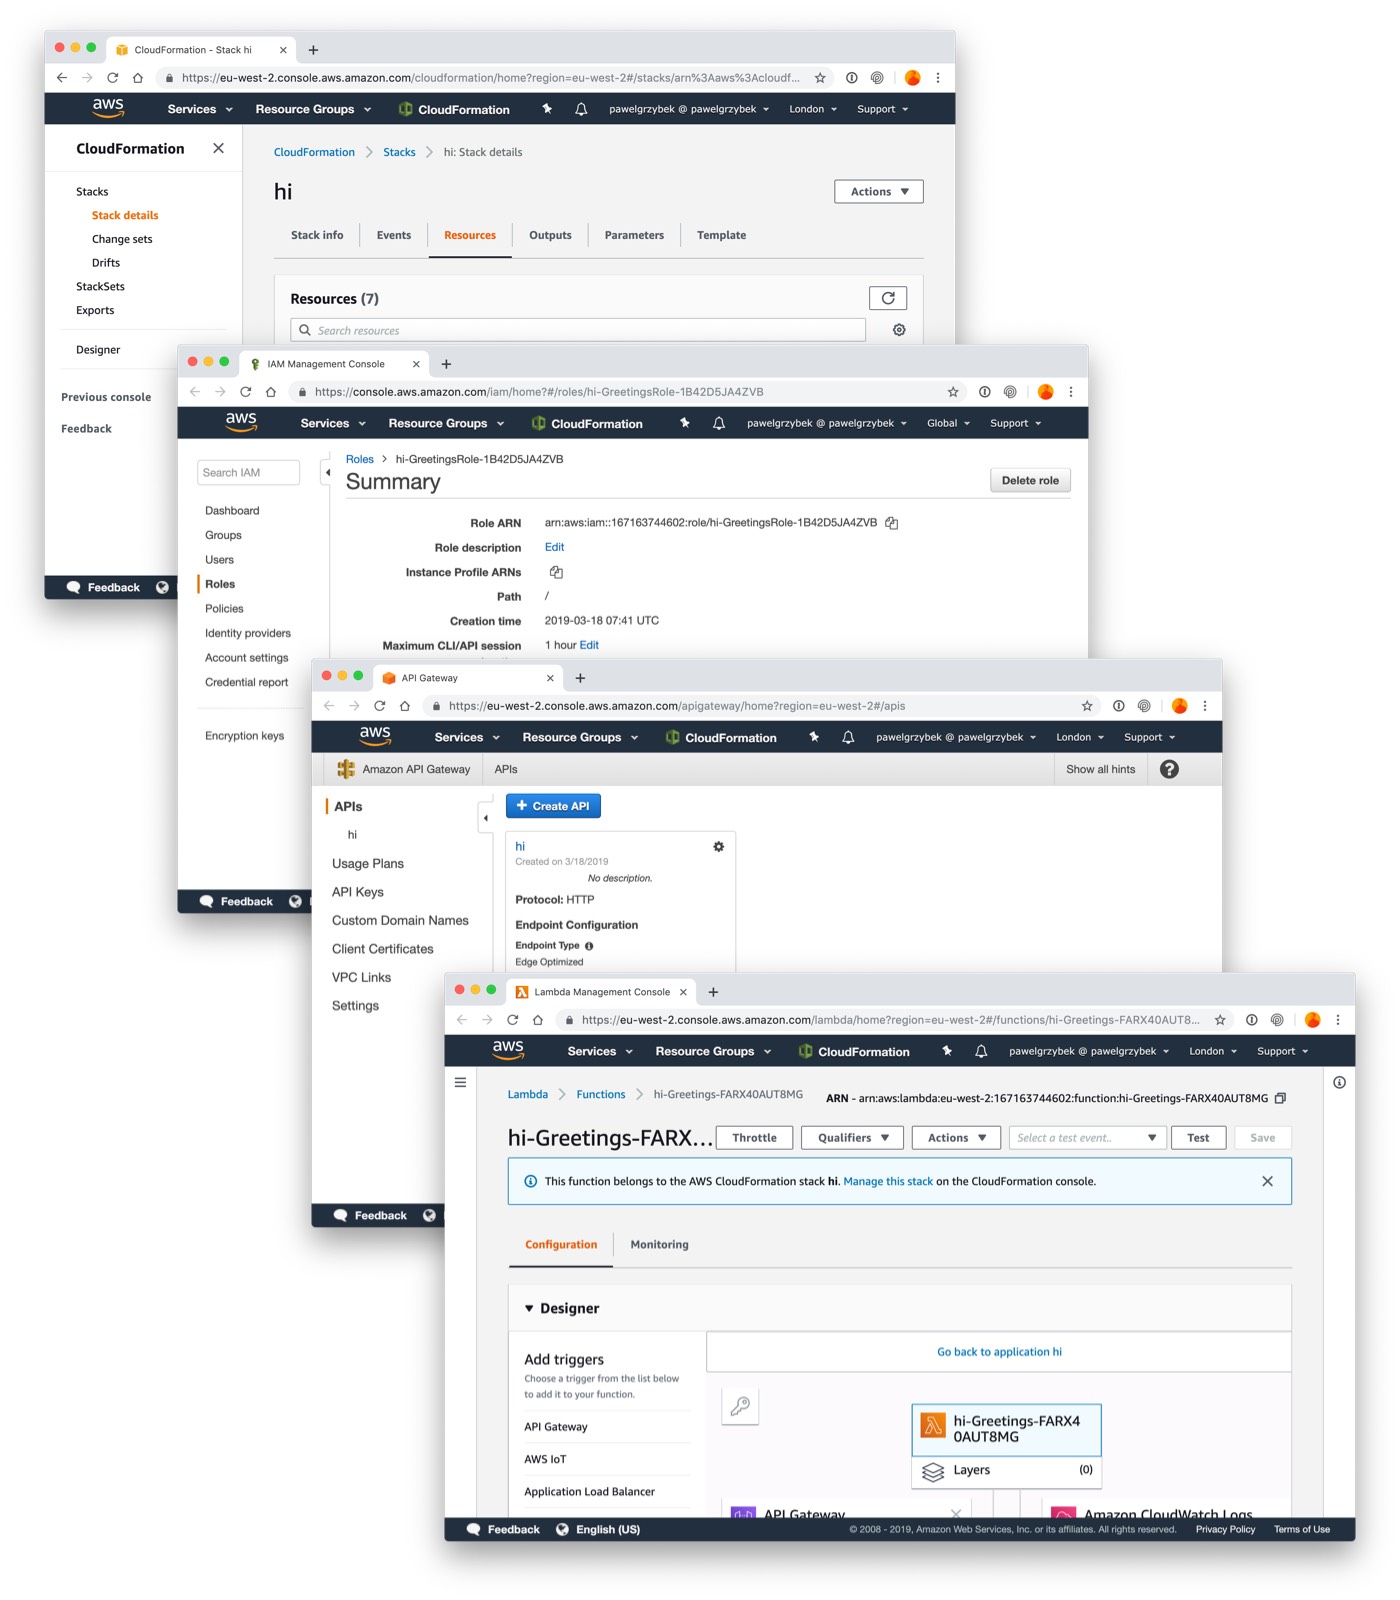 CloudFormation - Stack hi
https://eu-west-2.console.aws.amazon.com/cloudformation/home?region=eu-west-2#/stacks/arn%3Aaws%3Acloudf...
aws Services Resource Groups CloudFormation pawelgrzybek @ pawelgrzybek London Support
CloudFormation
Stacks
Stack details
Change sets
Drifts
StackSets
Exports
Designer
Previous console
Feedback
CloudFormation Stacks hi: Stack details
hi
Actions
Stack info Events Resources Outputs Parameters Template
Resources (7)
Search resources
Feedback
IAM Management Console
https://console.aws.amazon.com/iam/home?#/roles/hi-GreetingsRole-1B42D5JA4ZVB
aws Services Resource Groups CloudFormation pawelgrzybek @ pawelgrzybek Global Support
Search IAM
Dashboard
Groups
Users
Roles
Policies
Identity providers
Account settings
Credential report
Encryption keys
Roles > hi-GreetingsRole-1B42D5JA4ZVB
Summary
Delete role
Role ARN arn:aws:iam::167163744602:role/hi-GreetingsRole-1B42D5JA4ZVB
Role description Edit
Instance Profile ARNs
Path /
Creation time 2019-03-18 07:41 UTC
Maximum CLI/API session 1 hour Edit
Feedback
API Gateway
https://eu-west-2.console.aws.amazon.com/apigateway/home?region=eu-west-2#/apis
aws Services Resource Groups CloudFormation pawelgrzybek @ pawelgrzybek London Support
Amazon API Gateway APIs Show all hints
APIs
hi
Usage Plans
API Keys
Custom Domain Names
Client Certificates
VPC Links
Settings
+ Create API
hi
Created on 3/18/2019
No description.
Protocol: HTTP
Endpoint Configuration
Endpoint Type
Edge Optimized
Feedback
Lambda Management Console
https://eu-west-2.console.aws.amazon.com/lambda/home?region=eu-west-2#/functions/hi-Greetings-FARX40AUT8...
aws Services Resource Groups CloudFormation pawelgrzybek @ pawelgrzybek London Support
Lambda Functions hi-Greetings-FARX40AUT8MG ARN - arn:aws:lambda:eu-west-2:167163744602:function:hi-Greetings-FARX40AUT8MG
hi-Greetings-FARX... Throttle Qualifiers Actions Select a test event.. Test Save
This function belongs to the AWS CloudFormation stack hi. Manage this stack on the CloudFormation console.
Configuration Monitoring
Designer
Add triggers
Choose a trigger from the list below
to add it to your function.
API Gateway
AWS IoT
Application Load Balancer
Go back to application hi
hi-Greetings-FARX4
0AUT8MG
Layers (0)
API Gateway Amazon CloudWatch Logs
Feedback English (US) © 2008 - 2019, Amazon Web Services, Inc. or its affiliates. All rights reserved. Privacy Policy Terms of Use